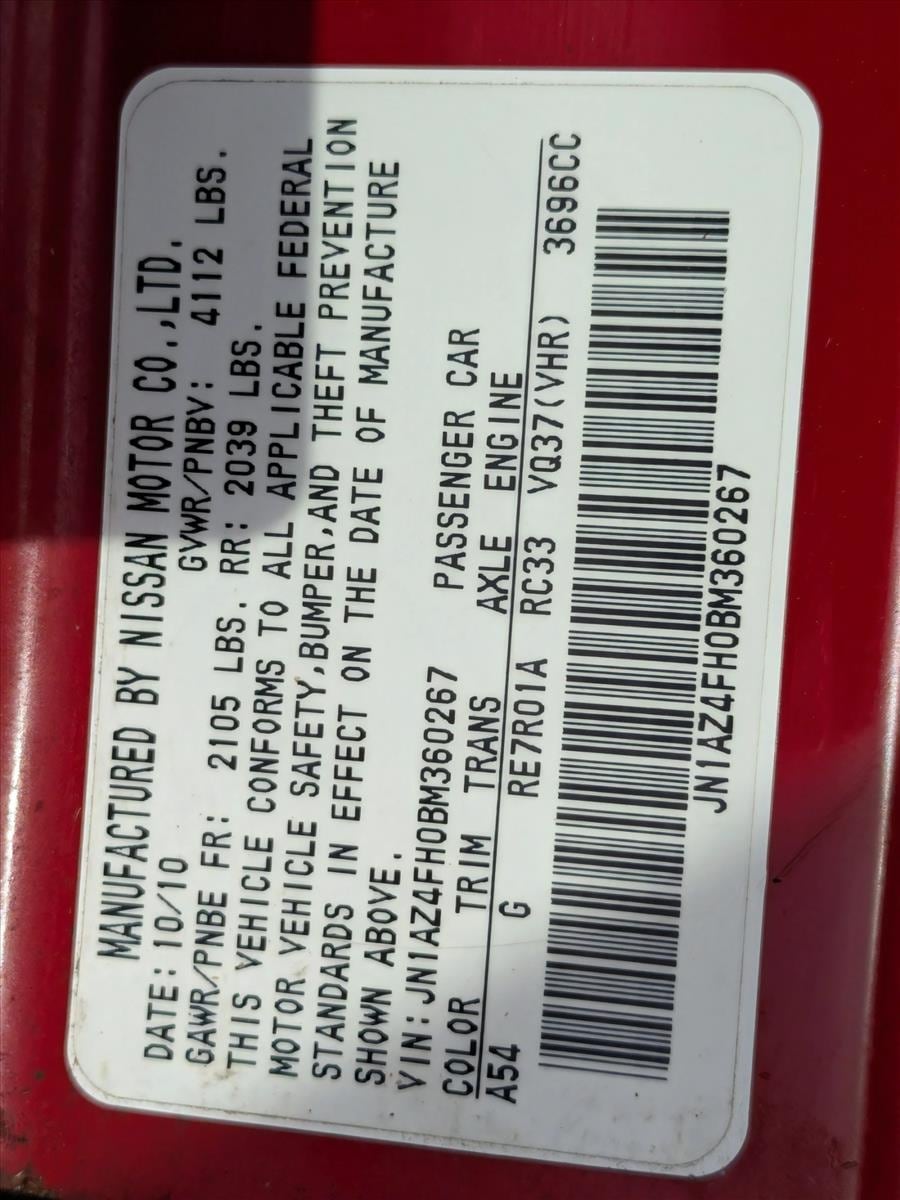 MANUFACTURED BY NISSAN MOTOR CO.,LTD.
DATE: 10/10 GVWR/PNBV: 4112 LBS.
GAWR/PNBE FR: 2105 LBS. RR: 2039 LBS.
THIS VEHICLE CONFORMS TO ALL APPLICABLE FEDERAL
MOTOR VEHICLE SAFETY,BUMPER,AND THEFT PREVENTION
STANDARDS IN EFFECT ON THE DATE OF MANUFACTURE
SHOWN ABOVE.
VIN:JN1AZ4FH0BM360267 PASSENGER CAR
COLOR TRIM TRANS AXLE ENGINE
A54 G RE7R01A RC33 VQ37(VHR) 3696CC
JN1AZ4FH0BM360267